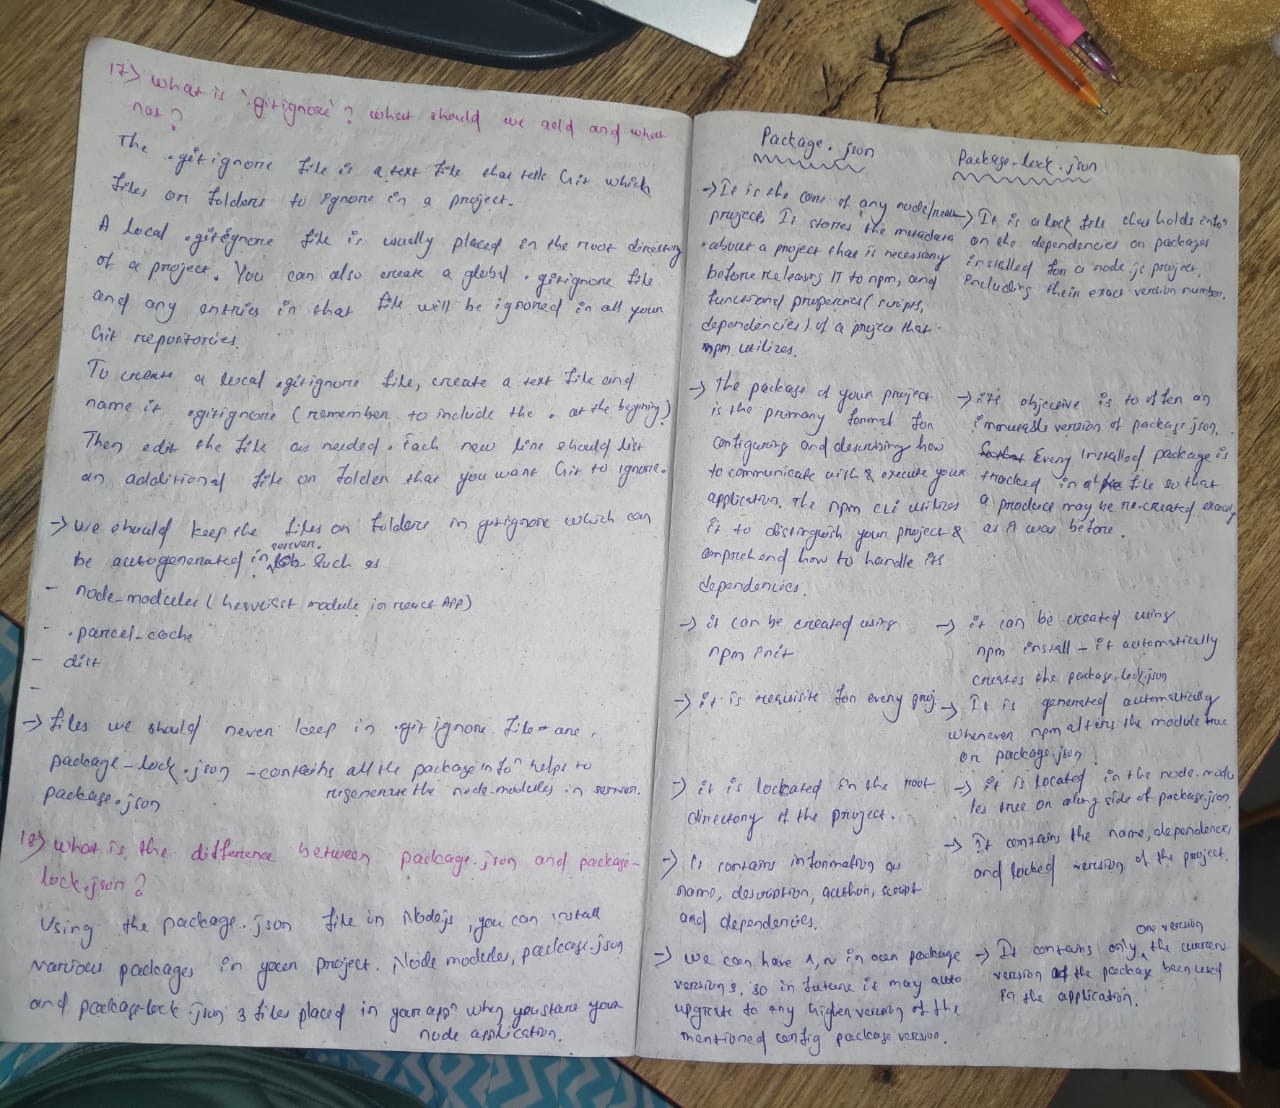 17) What is '.gitignore'? what should we add and what
not?
The .gitignore file is a text file that tells Git which
files or folders to ignore in a project.
A local .gitignore file is usually placed in the root directory
of a project. You can also create a global .gitignore file
and any entries in that file will be ignored in all your
Git repositories.
To create a local .gitignore file, create a text file and
name it .gitignore (remember to include the . at the begining)
Then edit the file as needed. Each new line should list
an additional file or folder that you want Git to ignore.
-> We should keep the files or folders in gitignore which can
be autogenerated in server. such as
- node-modules (heaviest module in react App)
- .parcel-cache
- dist
-
-> files we should never keep in .gitignore file are,
package-lock.json - contains all the package info helps to
package.json regenerate the node-modules in server.
18) What is the difference between package.json and package-
lock.json?
Using the package.json file in Nodejs, you can install
various packages in your project. Node modules, package.json
and package-lock.json 3 files placed in your appn when you start your
node application.
Package.json
-> It is the core of any node/react
project. It stores the metadata
about a project that is necessary
before releasing IT to npm, and
functional properties (scripts,
dependencies) of a project that
npm utilizes.
-> The package of your project
is the primary format for
configuring and describing how
to communicate with & execute your
application. The npm cli utilizes
it to distinguish your project &
comprehend how to handle its
dependencies.
-> it can be created using
npm init
-> it is requisite for every proj.
-> it is lockated in the root
directory of the project.
-> It contains information as
name, description, author, script
and dependencies.
-> we can have ^, ~ in our package
versions, so in future it may auto
upgrate to any higher version of the
mentioned config package version.
Package-lock.json
-> It is a lock file that holds info
on the dependencies or packages
installed for a node.js project,
including their exact version number.
-> its objective is to often an
immutable version of package json.
Every installed package is
tracked in a file so that
a produce may be re-created exactly
as it was before.
-> it can be created using
npm install - it automatically
creates the package-lock.json
-> It is generated automatically
whenever npm alters the module tree
or package.json!
-> it is located in the node-modu
les tree or along side of package.json
-> It contains the name, dependences
and locked version of the project.
-> It contains only one version the current
version of the package been used
in the application.